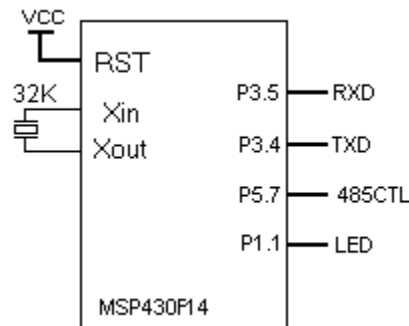 VCC
RST
32K
Xin
Xout
P3.5
RXD
P3.4
TXD
P5.7
485CTL
P1.1
LED
MSP430F14